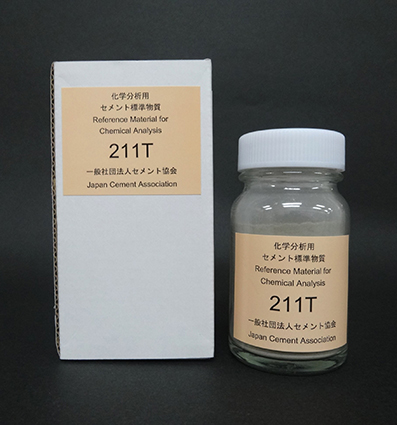 化学分析用
セメント標準物質
Reference Material for
Chemical Analysis
211T
一般社団法人セメント協会
Japan Cement Association
化学分析用
セメント標準物質
Reference Material for
Chemical Analysis
211T
一般社団法人セメント協会
Japan Cement Association